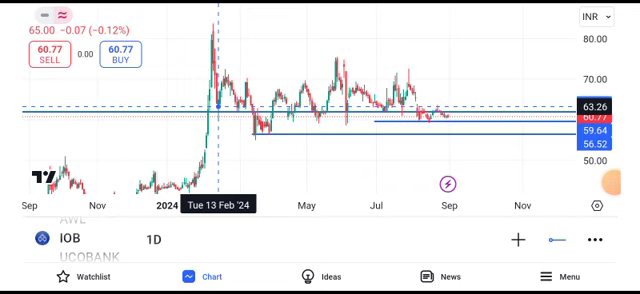 INR
65.00 −0.07 (−0.12%)
60.77 SELL
0.00
60.77 BUY
80.00
70.00
63.26
60.77
59.64
56.52
50.00
Sep Nov 2024 Tue 13 Feb '24 May Jul Sep Nov
AWL
IOB 1D
UCOBANK
Watchlist Chart Ideas News Menu